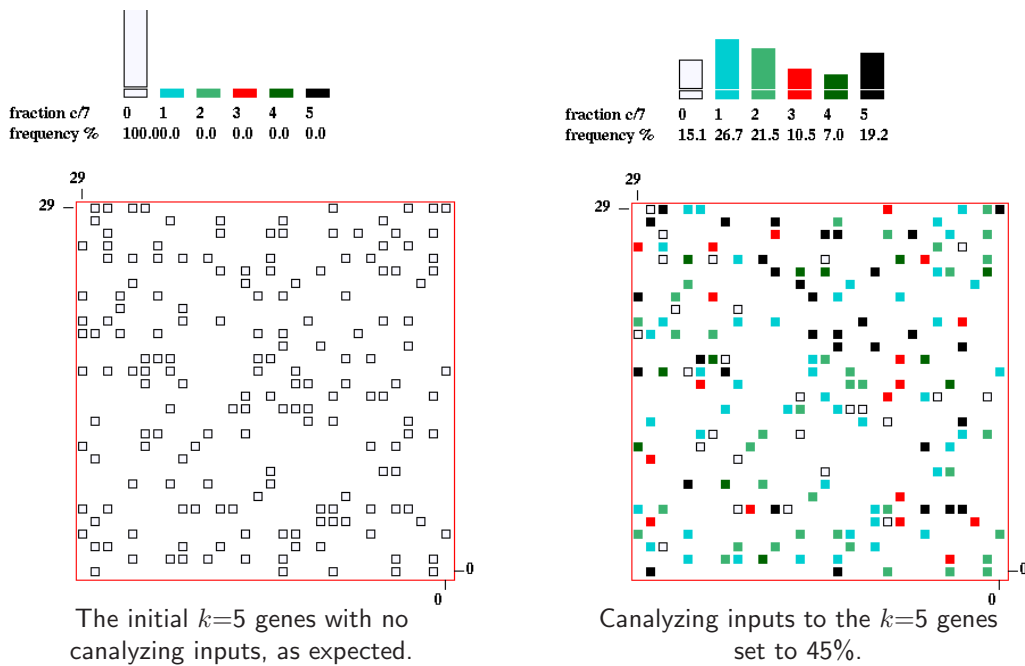 fraction c/7 0 1 2 3 4 5
frequency % 100.00.0 0.0 0.0 0.0 0.0
29
29
0
0
The initial k=5 genes with no
canalyzing inputs, as expected.
fraction c/7 0 1 2 3 4 5
frequency % 15.1 26.7 21.5 10.5 7.0 19.2
29
29
0
0
Canalyzing inputs to the k=5 genes
set to 45%.